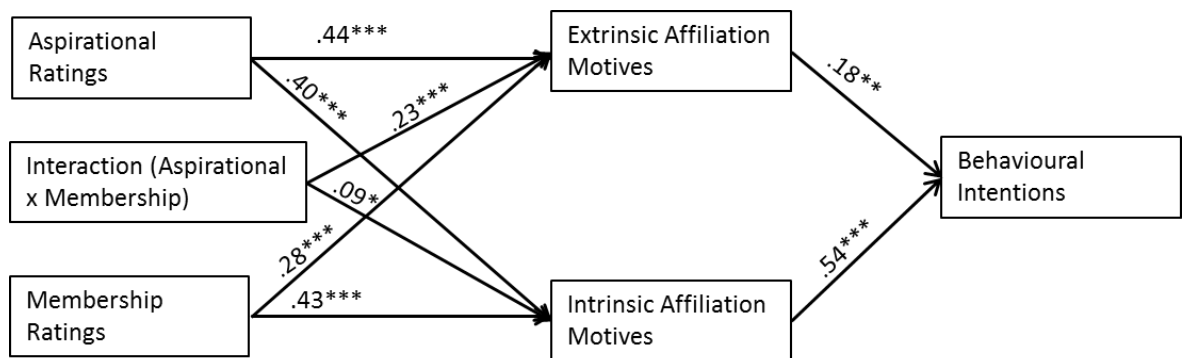 Aspirational
Ratings
.44***
Extrinsic Affiliation
Motives
.40***
.23***
.18**
Interaction (Aspirational
x Membership)
.09*
Behavioural
Intentions
.28***
.54***
Membership
Ratings
.43***
Intrinsic Affiliation
Motives